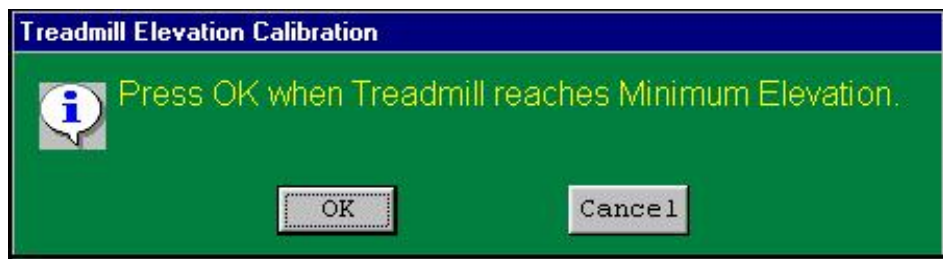 Treadmill Elevation Calibration
Press OK when Treadmill reaches Minimum Elevation.
OK
Cancel